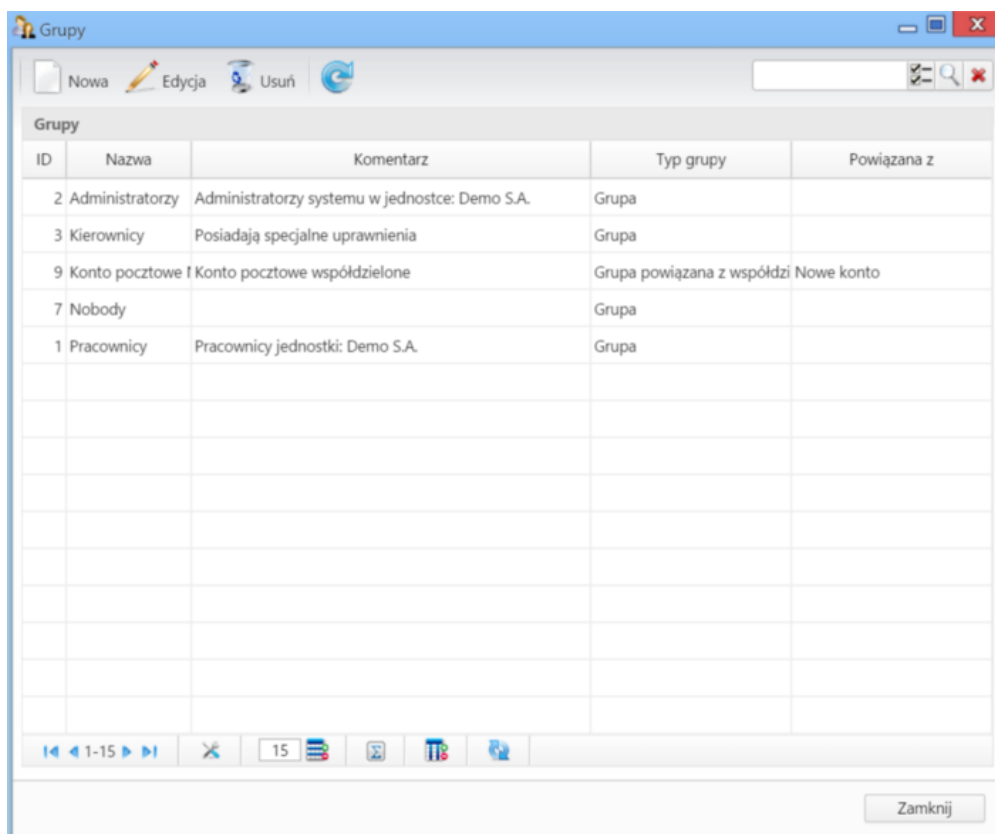 Grupy
Nowa Edycja Usuń
Grupy
ID Nazwa Komentarz Typ grupy Powiązana z
2 Administratorzy Administratorzy systemu w jednostce: Demo S.A. Grupa
3 Kierownicy Posiadają specjalne uprawnienia Grupa
9 Konto pocztowe Konto pocztowe współdzielone Grupa powiązana z współdzi Nowe konto
7 Nobody Grupa
1 Pracownicy Pracownicy jednostki: Demo S.A. Grupa
1-15 15
Zamknij